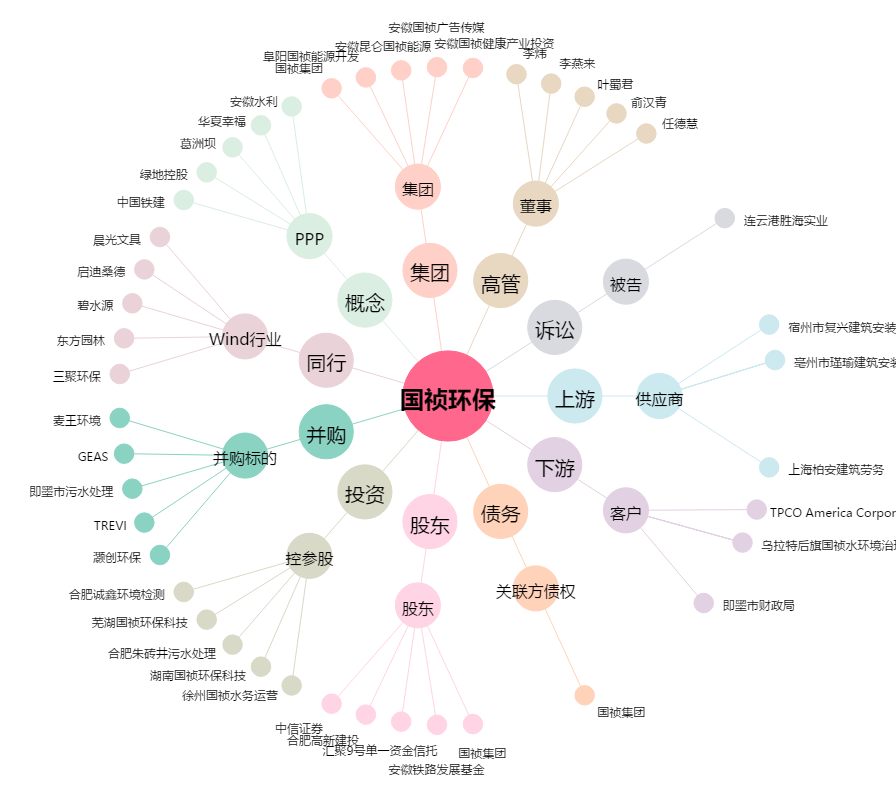 安徽国祯广告传媒
安徽昆仑国祯能源
安徽国祯健康产业投资
阜阳国祯能源开发
国祯集团
李炜
李燕来
叶蜀君
俞汉青
任德慧
安徽水利
华夏幸福
葛洲坝
绿地控股
中国铁建
集团
董事
PPP
连云港胜海实业
晨光文具
启迪桑德
碧水源
东方园林
三聚环保
集团
高管
被告
概念
诉讼
宿州市复兴建筑安装
亳州市瑾瑜建筑安装
Wind行业
同行
国祯环保
上游
供应商
麦王环境
GEAS
即墨市污水处理
TREVI
灏创环保
并购
并购标的
下游
上海柏安建筑劳务
投资
股东
债务
客户
TPCO America Corpor
乌拉特后旗国祯水环境治理
控参股
关联方债权
股东
即墨市财政局
合肥诚鑫环境检测
芜湖国祯环保科技
合肥朱砖井污水处理
湖南国祯环保科技
徐州国祯水务运营
中信证券
合肥高新建投
汇聚9号单一资金信托
安徽铁路发展基金
国祯集团
国祯集团